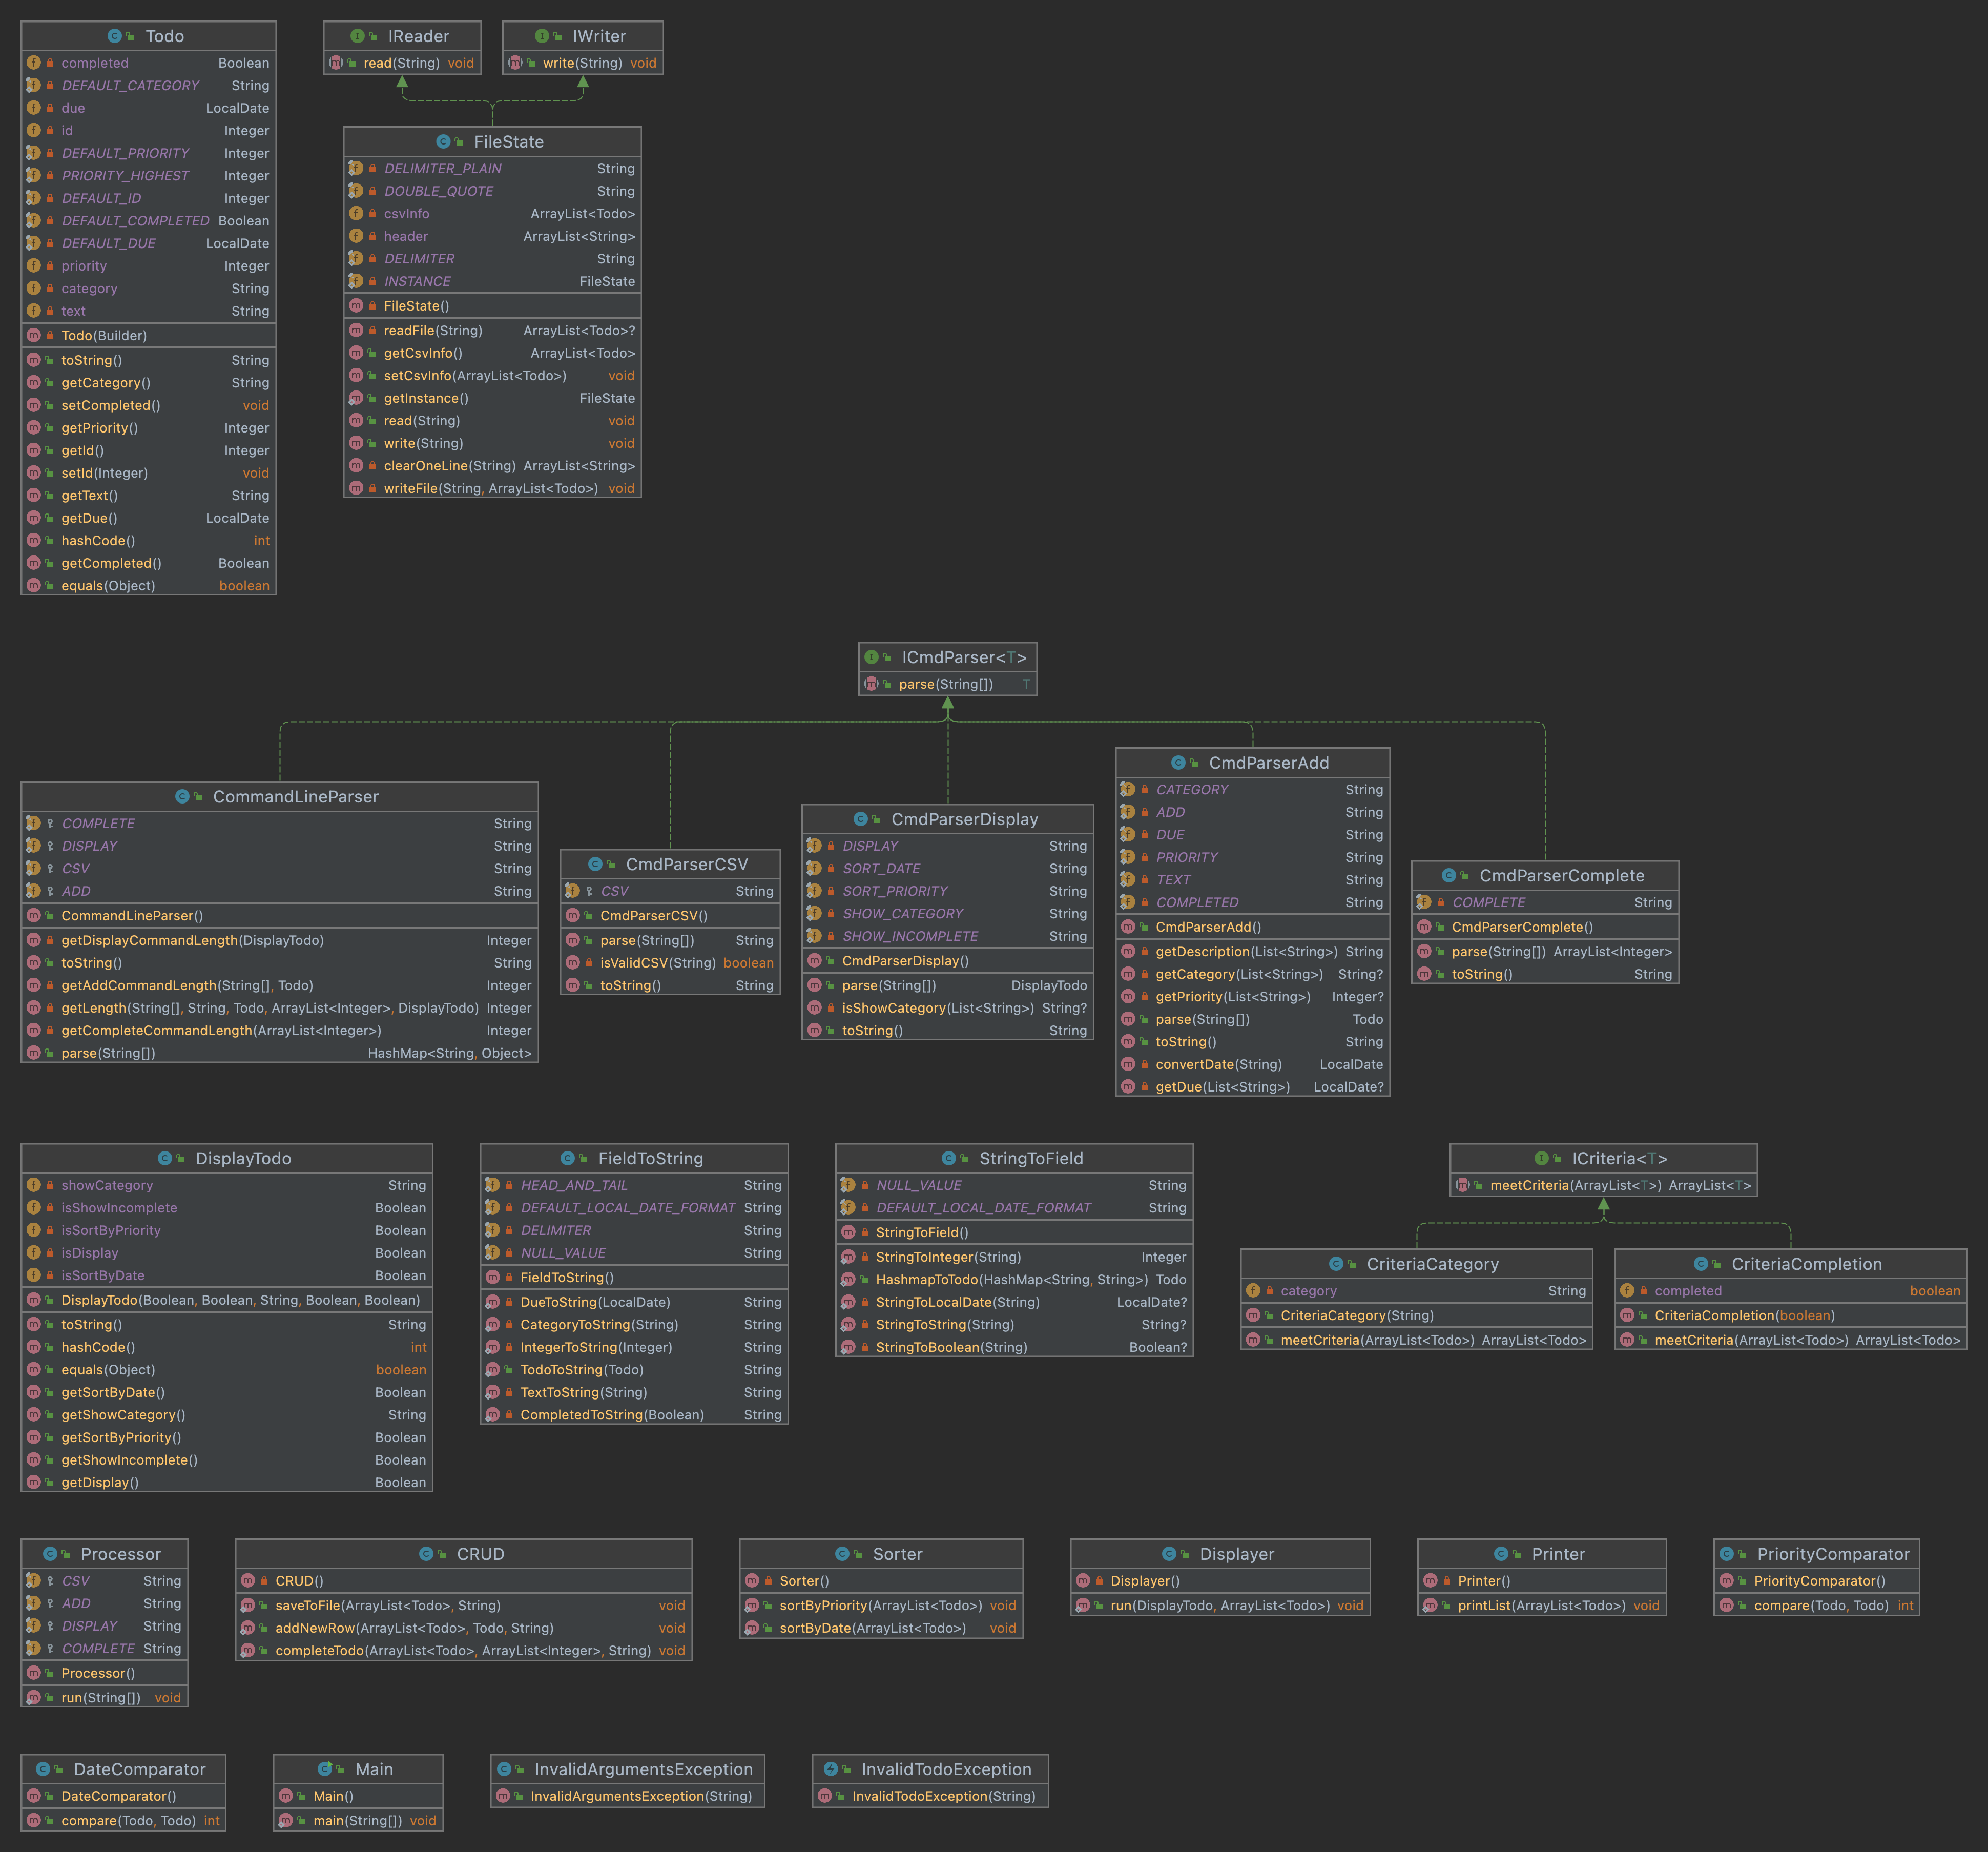 Todo
completed Boolean
DEFAULT_CATEGORY String
due LocalDate
id Integer
DEFAULT_PRIORITY Integer
PRIORITY_HIGHEST Integer
DEFAULT_ID Integer
DEFAULT_COMPLETED Boolean
DEFAULT_DUE LocalDate
priority Integer
category String
text String
Todo(Builder)
toString() String
getCategory() String
setCompleted() void
getPriority() Integer
getId() Integer
setId(Integer) void
getText() String
getDue() LocalDate
hashCode() int
getCompleted() Boolean
equals(Object) boolean
IReader
read(String) void
IWriter
write(String) void
FileState
DELIMITER_PLAIN String
DOUBLE_QUOTE String
csvInfo ArrayList<Todo>
header ArrayList<String>
DELIMITER String
INSTANCE FileState
FileState()
readFile(String) ArrayList<Todo>?
getCsvInfo() ArrayList<Todo>
setCsvInfo(ArrayList<Todo>) void
getInstance() FileState
read(String) void
write(String) void
clearOneLine(String) ArrayList<String>
writeFile(String, ArrayList<Todo>) void
ICmdParser<T>
parse(String[]) T
CommandLineParser
COMPLETE String
DISPLAY String
CSV String
ADD String
CommandLineParser()
getDisplayCommandLength(DisplayTodo) Integer
toString() String
getAddCommandLength(String[], Todo) Integer
getLength(String[], String, Todo, ArrayList<Integer>, DisplayTodo) Integer
getCompleteCommandLength(ArrayList<Integer>) Integer
parse(String[]) HashMap<String, Object>
CmdParserCSV
CSV String
CmdParserCSV()
parse(String[]) String
isValidCSV(String) boolean
toString() String
CmdParserDisplay
DISPLAY String
SORT_DATE String
SORT_PRIORITY String
SHOW_CATEGORY String
SHOW_INCOMPLETE String
CmdParserDisplay()
parse(String[]) DisplayTodo
isShowCategory(List<String>) String?
toString() String
CmdParserAdd
CATEGORY String
ADD String
DUE String
PRIORITY String
TEXT String
COMPLETED String
CmdParserAdd()
getDescription(List<String>) String
getCategory(List<String>) String?
getPriority(List<String>) Integer?
parse(String[]) Todo
toString() String
convertDate(String) LocalDate
getDue(List<String>) LocalDate?
CmdParserComplete
COMPLETE String
CmdParserComplete()
parse(String[]) ArrayList<Integer>
toString() String
DisplayTodo
showCategory String
isShowIncomplete Boolean
isSortByPriority Boolean
isDisplay Boolean
isSortByDate Boolean
DisplayTodo(Boolean, Boolean, String, Boolean, Boolean)
toString() String
hashCode() int
equals(Object) boolean
getSortByDate() Boolean
getShowCategory() String
getSortByPriority() Boolean
getShowIncomplete() Boolean
getDisplay() Boolean
FieldToString
HEAD_AND_TAIL String
DEFAULT_LOCAL_DATE_FORMAT String
DELIMITER String
NULL_VALUE String
FieldToString()
DueToString(LocalDate) String
CategoryToString(String) String
IntegerToString(Integer) String
TodoToString(Todo) String
TextToString(String) String
CompletedToString(Boolean) String
StringToField
NULL_VALUE String
DEFAULT_LOCAL_DATE_FORMAT String
StringToField()
StringToInteger(String) Integer
HashmapToTodo(HashMap<String, String>) Todo
StringToLocalDate(String) LocalDate?
StringToString(String) String?
StringToBoolean(String) Boolean?
ICriteria<T>
meetCriteria(ArrayList<T>) ArrayList<T>
CriteriaCategory
category String
CriteriaCategory(String)
meetCriteria(ArrayList<Todo>) ArrayList<Todo>
CriteriaCompletion
completed boolean
CriteriaCompletion(boolean)
meetCriteria(ArrayList<Todo>) ArrayList<Todo>
Processor
CSV String
ADD String
DISPLAY String
COMPLETE String
Processor()
run(String[]) void
CRUD
CRUD()
saveToFile(ArrayList<Todo>, String) void
addNewRow(ArrayList<Todo>, Todo, String) void
completeTodo(ArrayList<Todo>, ArrayList<Integer>, String) void
Sorter
Sorter()
sortByPriority(ArrayList<Todo>) void
sortByDate(ArrayList<Todo>) void
Displayer
Displayer()
run(DisplayTodo, ArrayList<Todo>) void
Printer
Printer()
printList(ArrayList<Todo>) void
PriorityComparator
PriorityComparator()
compare(Todo, Todo) int
DateComparator
DateComparator()
compare(Todo, Todo) int
Main
Main()
main(String[]) void
InvalidArgumentsException
InvalidArgumentsException(String)
InvalidTodoException
InvalidTodoException(String)